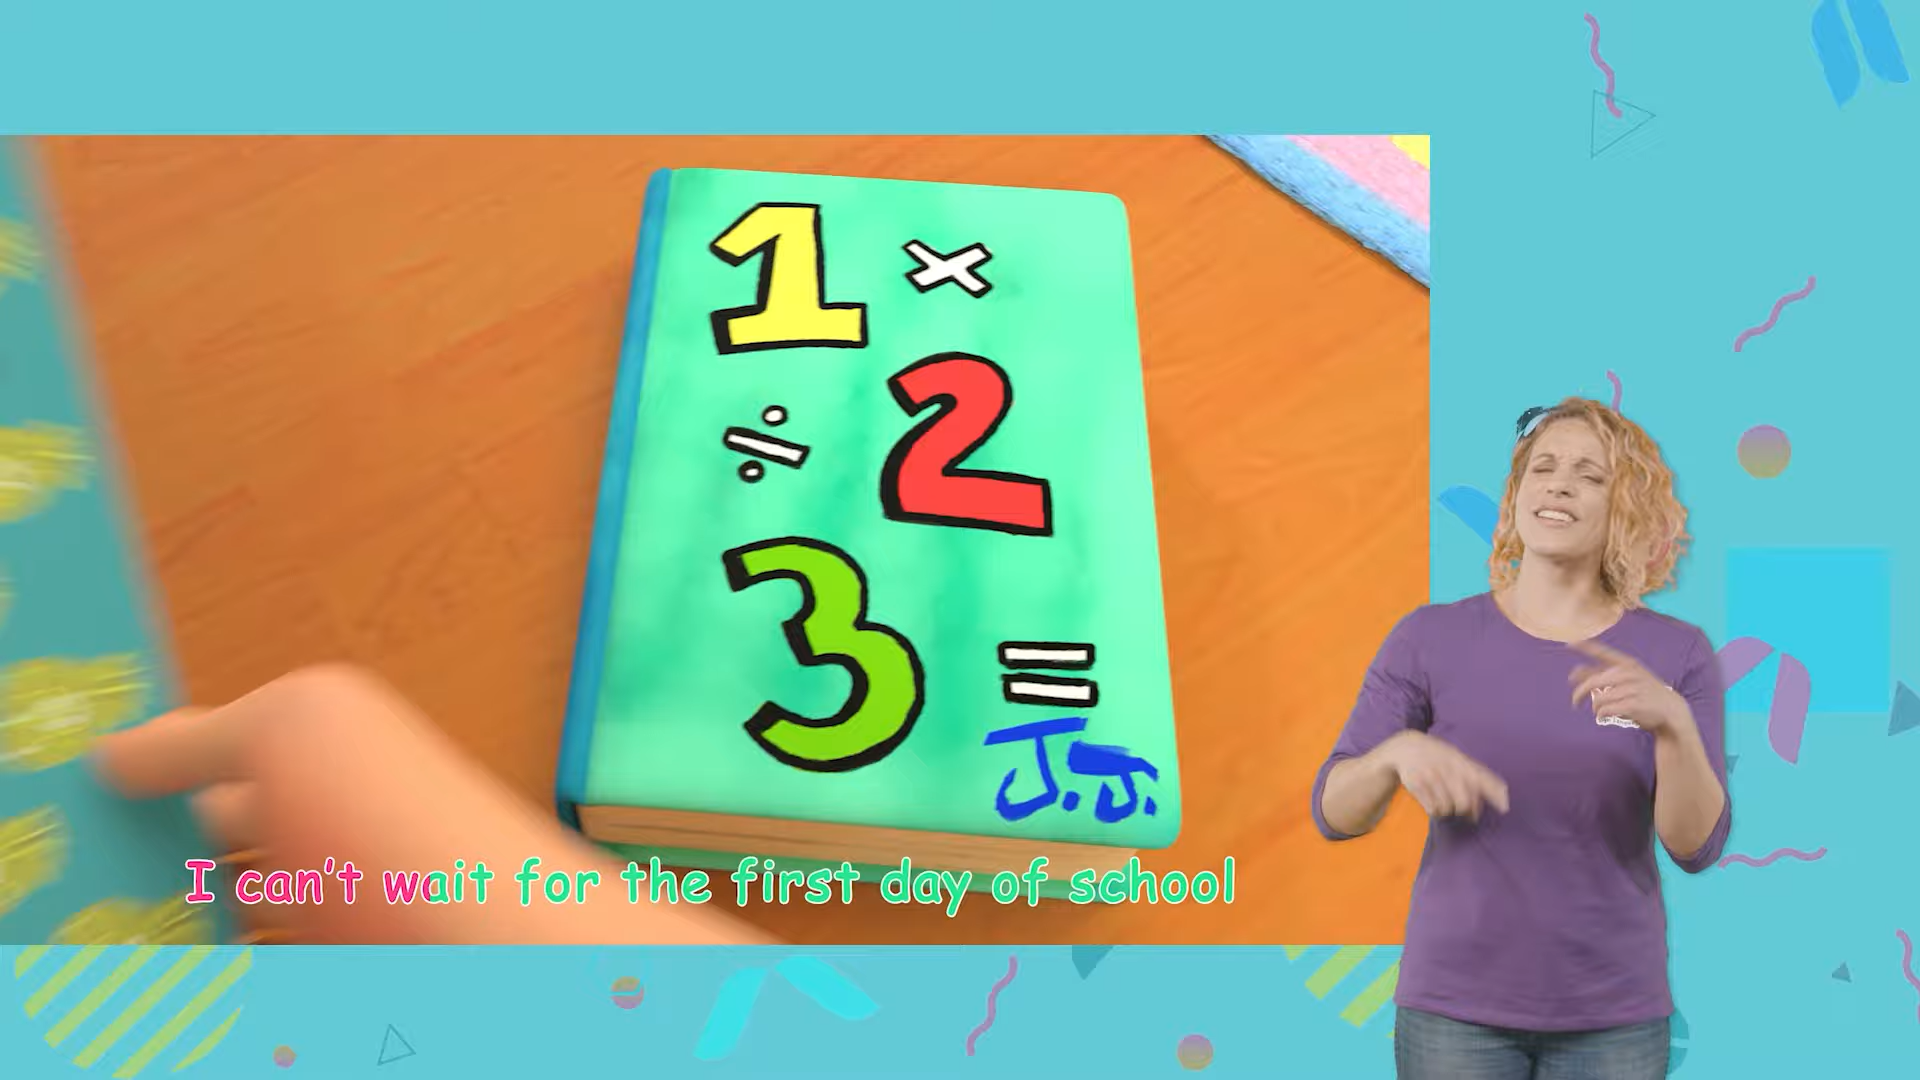 1 ×
÷ 2
3 =
J.J.
I can't wait for the first day of school